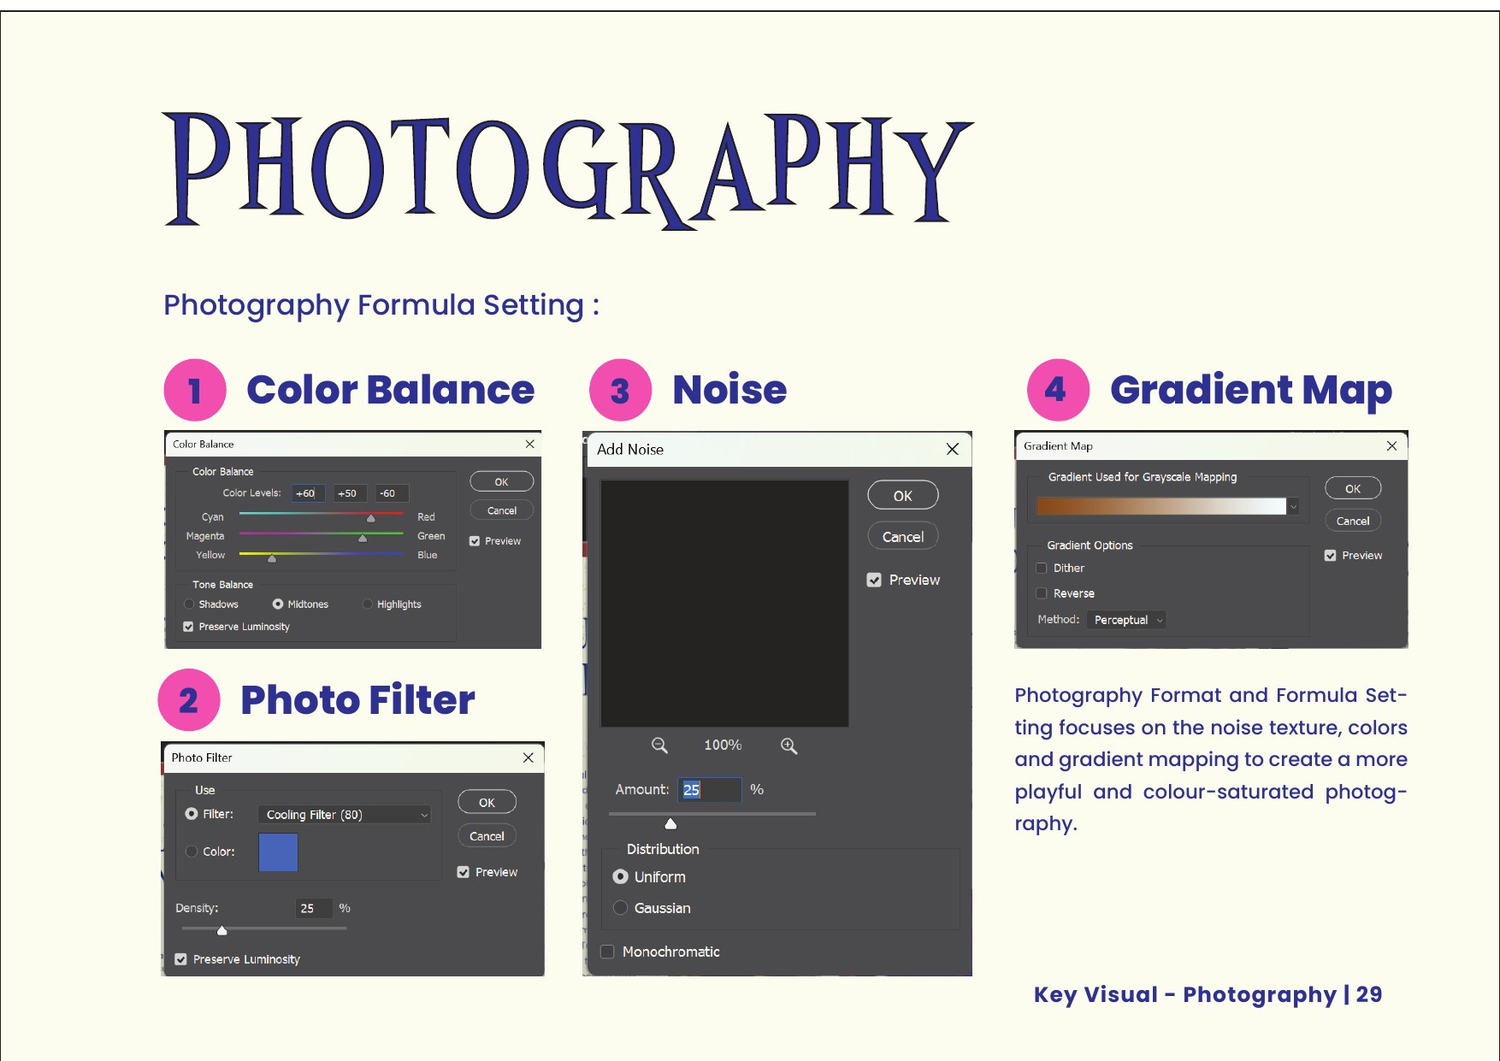 PHOTOGRAPHY
Photography Formula Setting :
1 Color Balance
Color Balance
Color Balance
Color Levels: +60 +50 -60
Cyan Red
Magenta Green
Yellow Blue
Tone Balance
Shadows Midtones Highlights
Preserve Luminosity
OK
Cancel
Preview
2 Photo Filter
Photo Filter
Use
Filter: Cooling Filter (80)
Color:
Density: 25 %
Preserve Luminosity
OK
Cancel
Preview
3 Noise
Add Noise
OK
Cancel
Preview
100%
Amount: 25 %
Distribution
Uniform
Gaussian
Monochromatic
4 Gradient Map
Gradient Map
Gradient Used for Grayscale Mapping
Gradient Options
Dither
Reverse
Method: Perceptual
OK
Cancel
Preview
Photography Format and Formula Set-
ting focuses on the noise texture, colors
and gradient mapping to create a more
playful and colour-saturated photog-
raphy.
Key Visual - Photography | 29